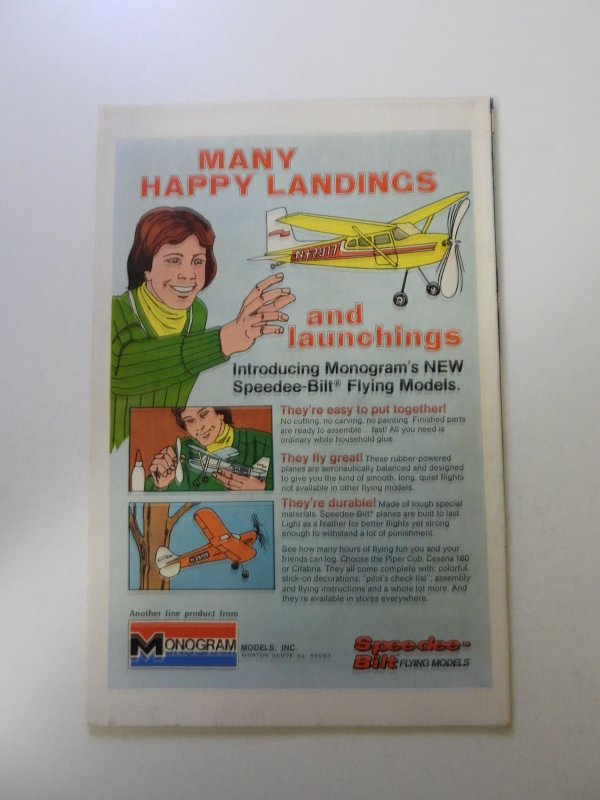 MANY
HAPPY LANDINGS
and
launchings
Introducing Monogram's NEW
Speedee-Bilt® Flying Models.
They're easy to put together!
No cutting, no carving, no painting. Finished parts
are ready to assemble...fast! All you need is
ordinary white household glue.
They fly great! These rubber-powered
planes are aeronautically balanced and designed
to give you the kind of smooth, long, quiet flights
not available in other flying models.
They're durable! Made of tough special
materials, Speedee-Bilt® planes are built to last.
Light as a feather for better flights yet strong
enough to withstand a lot of punishment.
See how many hours of flying fun you and your
friends can log. Choose the Piper Cub, Cessna 180
or Citabria. They all come complete with: colorful,
stick-on decorations; "pilot's check list"; assembly
and flying instructions and a whole lot more. And
they're available in stores everywhere.
Another fine product from
M MONOGRAM MODELS, INC.
MORTON GROVE, ILL. 60053
Speedee-
Bilt FLYING MODELS